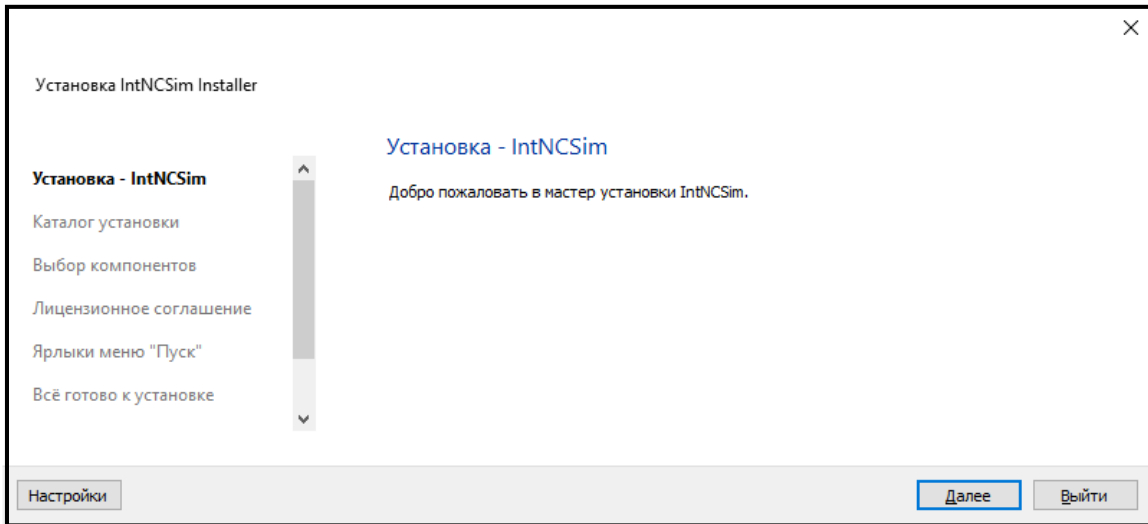 Установка IntNCSim Installer
Установка - IntNCSim
Каталог установки
Выбор компонентов
Лицензионное соглашение
Ярлыки меню "Пуск"
Всё готово к установке
Установка - IntNCSim
Добро пожаловать в мастер установки IntNCSim.
Настройки
Далее
Выйти